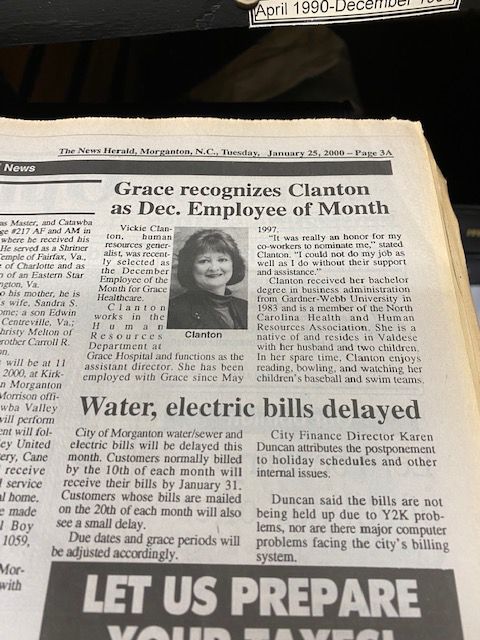 April 1990-December
The News Herald, Morganton, N.C., Tuesday, January 25, 2000 – Page 3A
News
as Master, and Catawba
#217 AF and AM in
where he received his
He served as a Shriner
Temple of Fairfax, Va.,
of Charlotte and as
of an Eastern Star
Va.
to his mother, he is
s wife, Sandra S.
a son Edwin
Centreville, Va.;
Melton of
Carroll R.
will be at 11
2000, at Kirk-
n Morganton
Morrison offi-
wba Valley
will perform
ent will fol-
ey United
ery, Cane
receive
service
al home.
e made
l Boy
1059,
Mor-
with
Grace recognizes Clanton
as Dec. Employee of Month
Vickie Clan-
ton, human
resources gener-
alist, was recent-
ly selected as
the December
Employee of the
Month for Grace
Healthcare.
Clanton
works in the
Human
Resources
Department at
Grace Hospital and functions as the
assistant director. She has been
employed with Grace since May
Clanton
1997.
"It was really an honor for my
co-workers to nominate me," stated
Clanton. "I could not do my job as
well as I do without their support
and assistance."
Clanton received her bachelor
degree in business administration
from Gardner-Webb University in
1983 and is a member of the North
Carolina Health and Human
Resources Association. She is a
native of and resides in Valdese
with her husband and two children.
In her spare time, Clanton enjoys
reading, bowling, and watching her
children's baseball and swim teams.
Water, electric bills delayed
City of Morganton water/sewer and
electric bills will be delayed this
month. Customers normally billed
by the 10th of each month will
receive their bills by January 31.
Customers whose bills are mailed
on the 20th of each month will also
see a small delay.
Due dates and grace periods will
be adjusted accordingly.
City Finance Director Karen
Duncan attributes the postponement
to holiday schedules and other
internal issues.
Duncan said the bills are not
being held up due to Y2K prob-
lems, nor are there major computer
problems facing the city's billing
system.
LET US PREPARE
YOUR TAXES!